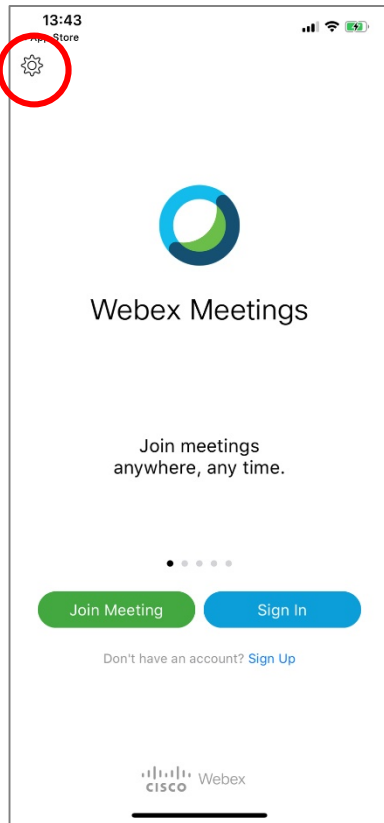 13:43
App Store
Webex Meetings
Join meetings
anywhere, any time.
Join Meeting
Sign In
Don't have an account? Sign Up
CISCO Webex